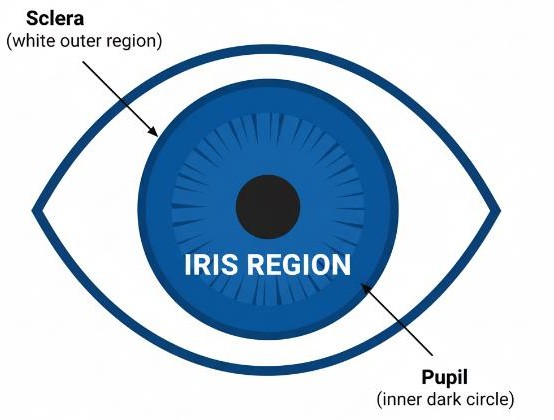 Sclera
(white outer region)
IRIS REGION
Pupil
(inner dark circle)